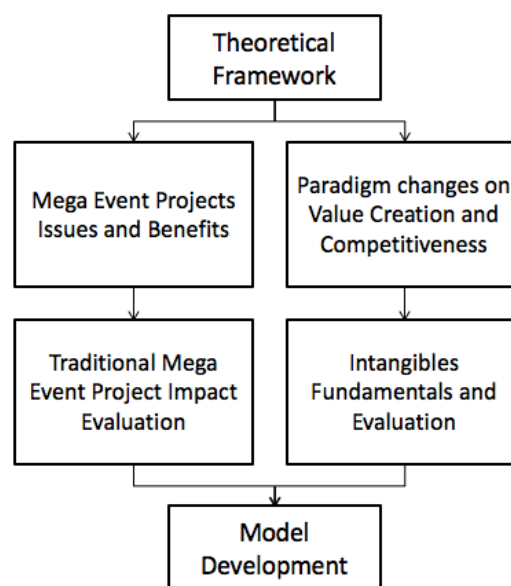 Theoretical
Framework
Mega Event Projects
Issues and Benefits
Paradigm changes on
Value Creation and
Competitiveness
Traditional Mega
Event Project Impact
Evaluation
Intangibles
Fundamentals and
Evaluation
Model
Development